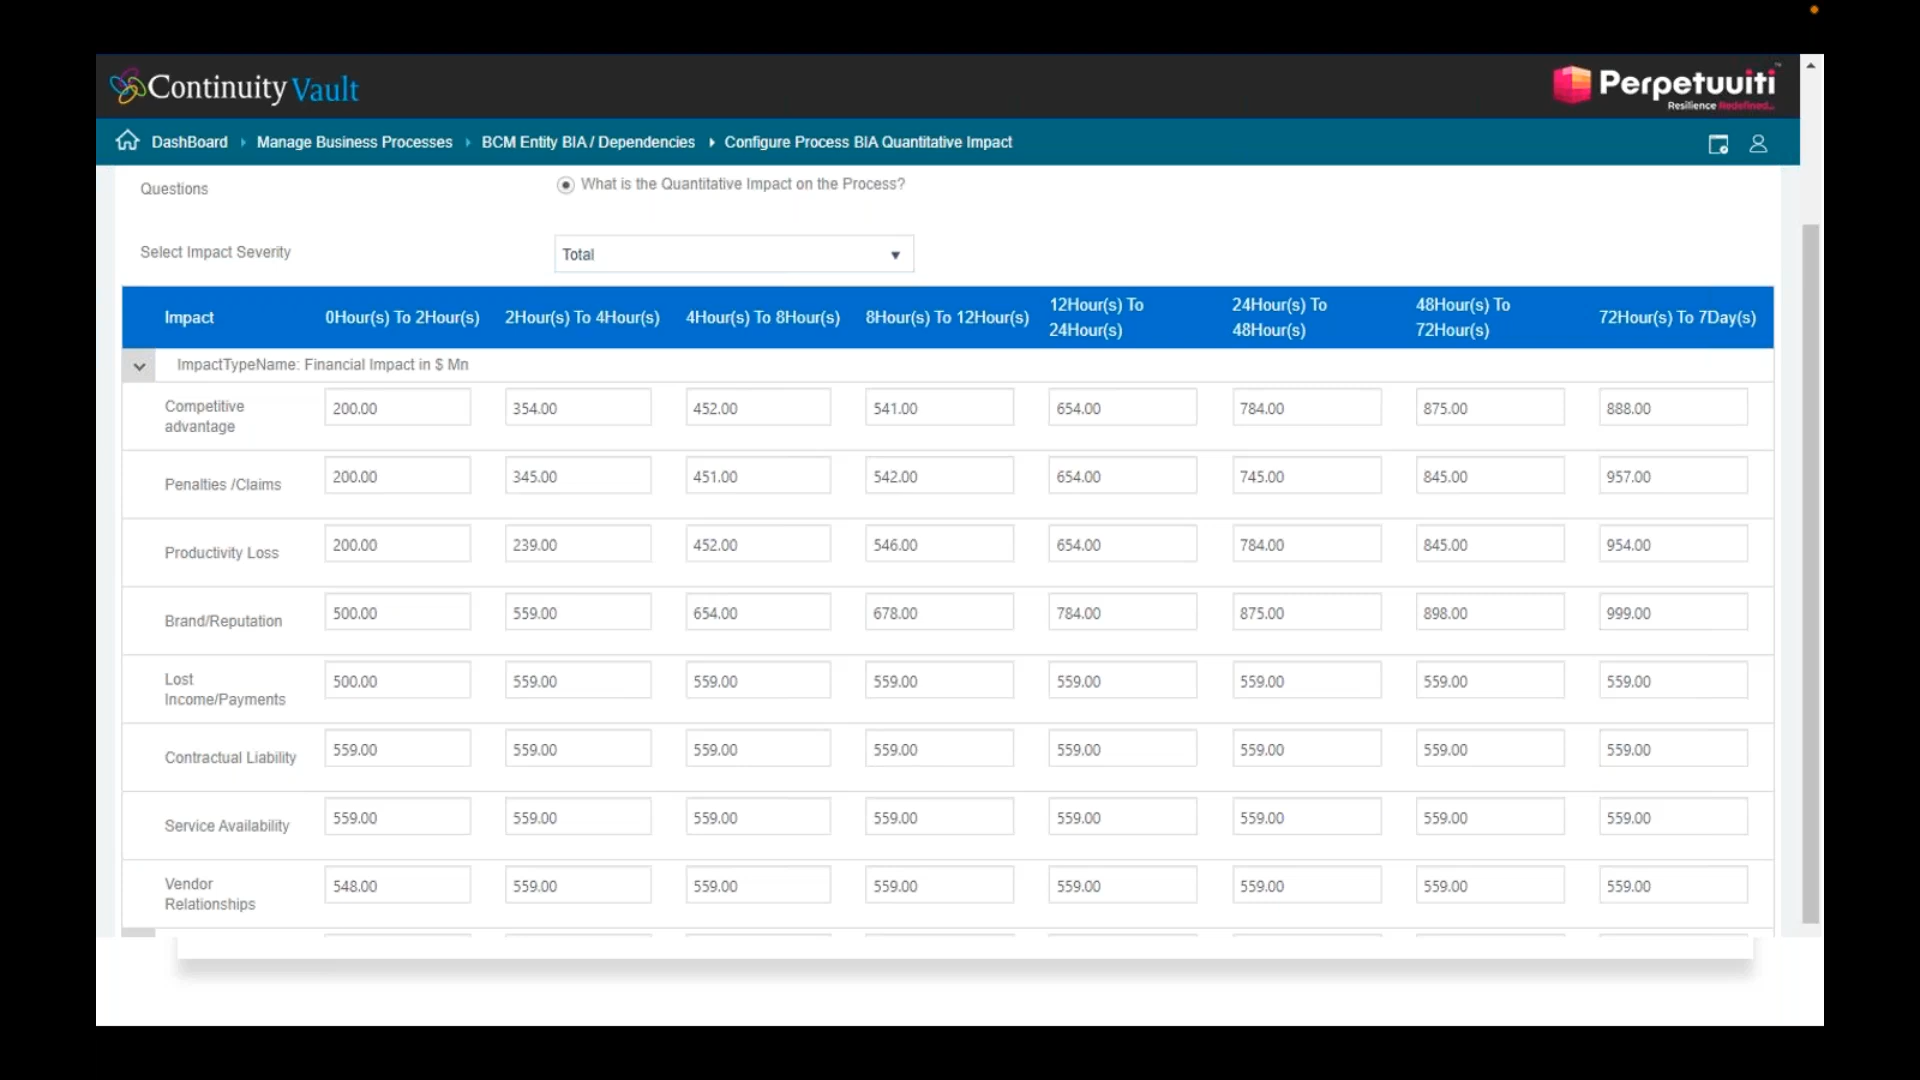 Continuity Vault
Perpetuuiti™
Resilience Redefined...
DashBoard Manage Business Processes BCM Entity BIA / Dependencies Configure Process BIA Quantitative Impact
Questions What is the Quantitative Impact on the Process?
Select Impact Severity Total
Impact 0Hour(s) To 2Hour(s) 2Hour(s) To 4Hour(s) 4Hour(s) To 8Hour(s) 8Hour(s) To 12Hour(s) 12Hour(s) To 24Hour(s) 24Hour(s) To 48Hour(s) 48Hour(s) To 72Hour(s) 72Hour(s) To 7Day(s)
ImpactTypeName: Financial Impact in $ Mn
Competitive advantage 200.00 354.00 452.00 541.00 654.00 784.00 875.00 888.00
Penalties /Claims 200.00 345.00 451.00 542.00 654.00 745.00 845.00 957.00
Productivity Loss 200.00 239.00 452.00 546.00 654.00 784.00 845.00 954.00
Brand/Reputation 500.00 559.00 654.00 678.00 784.00 875.00 898.00 999.00
Lost Income/Payments 500.00 559.00 559.00 559.00 559.00 559.00 559.00 559.00
Contractual Liability 559.00 559.00 559.00 559.00 559.00 559.00 559.00 559.00
Service Availability 559.00 559.00 559.00 559.00 559.00 559.00 559.00 559.00
Vendor Relationships 548.00 559.00 559.00 559.00 559.00 559.00 559.00 559.00